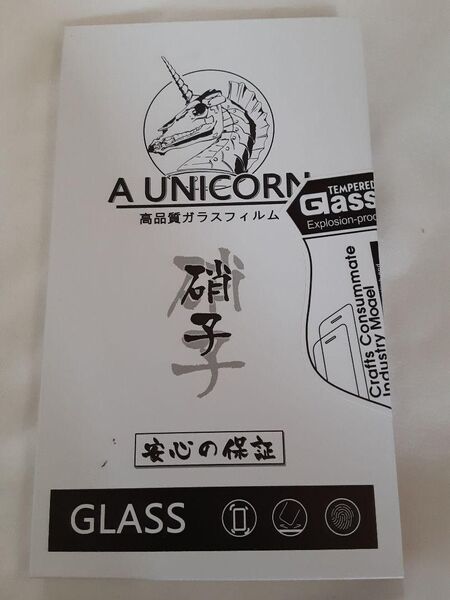 A UNICORN
高品質ガラスフィルム
TEMPERED
Glass
Explosion-proo
Crafts Consummate
Industry Moael
硝子
安心の保証
GLASS